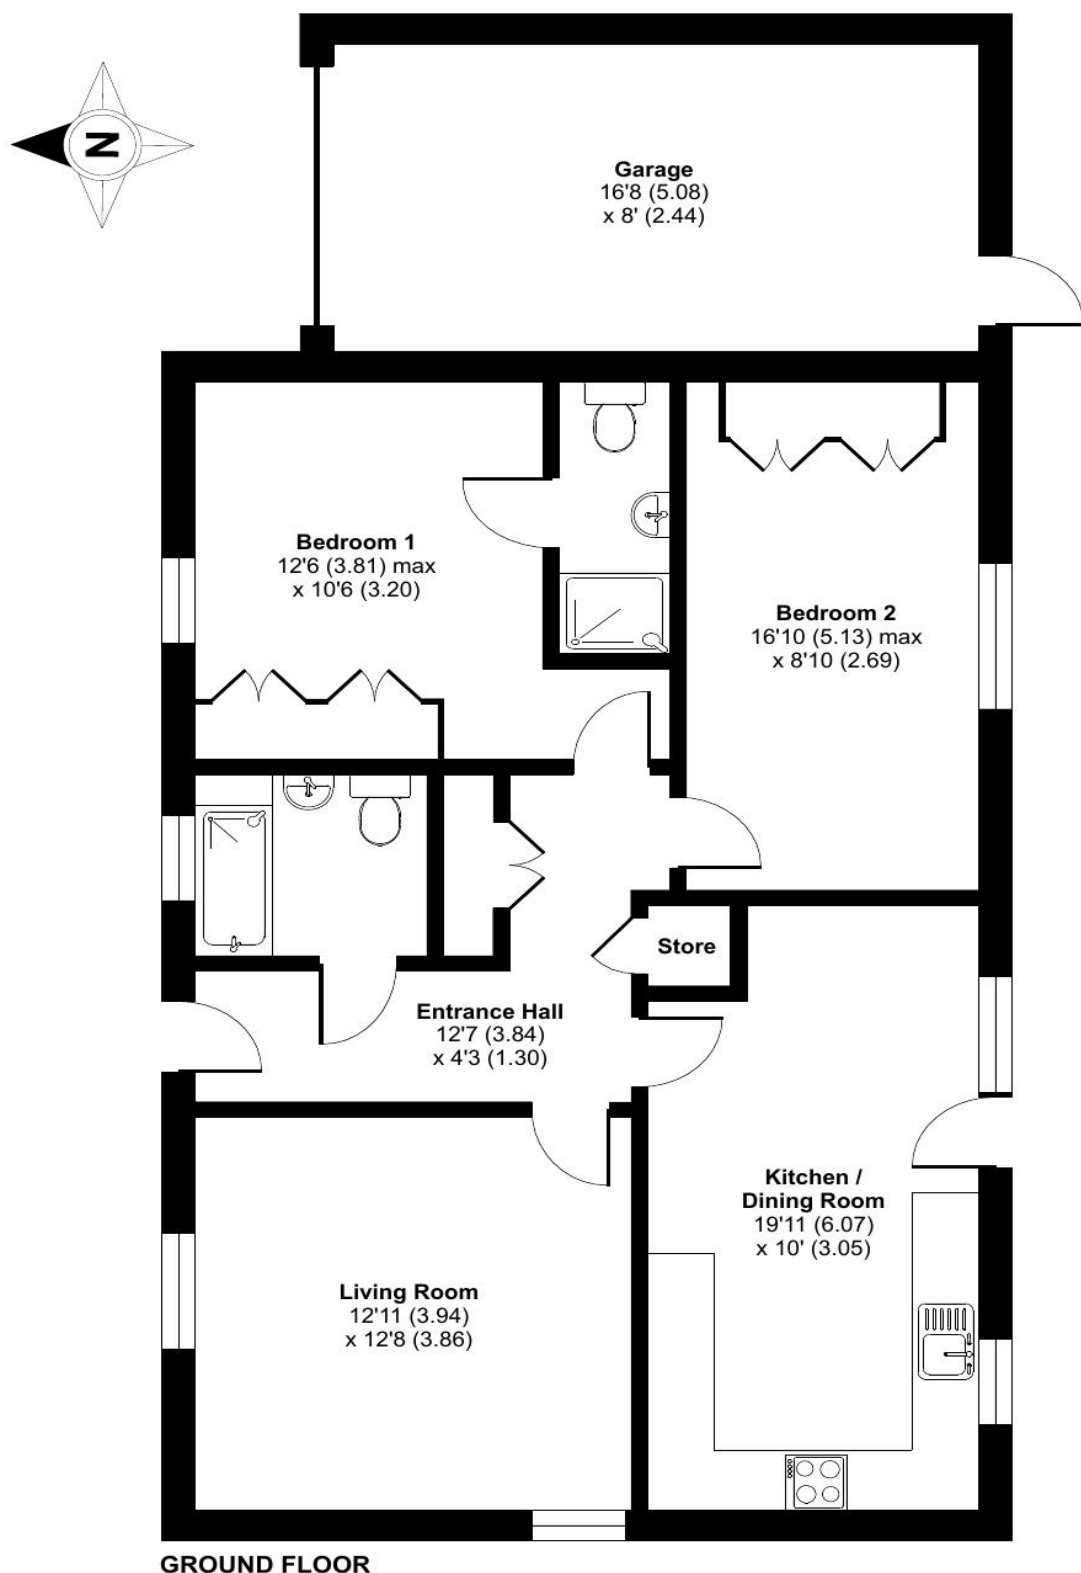 N
Garage
16'8 (5.08)
x 8' (2.44)
Bedroom 1
12'6 (3.81) max
x 10'6 (3.20)
Bedroom 2
16'10 (5.13) max
x 8'10 (2.69)
Store
Entrance Hall
12'7 (3.84)
x 4'3 (1.30)
Kitchen /
Dining Room
19'11 (6.07)
x 10' (3.05)
Living Room
12'11 (3.94)
x 12'8 (3.86)
GROUND FLOOR